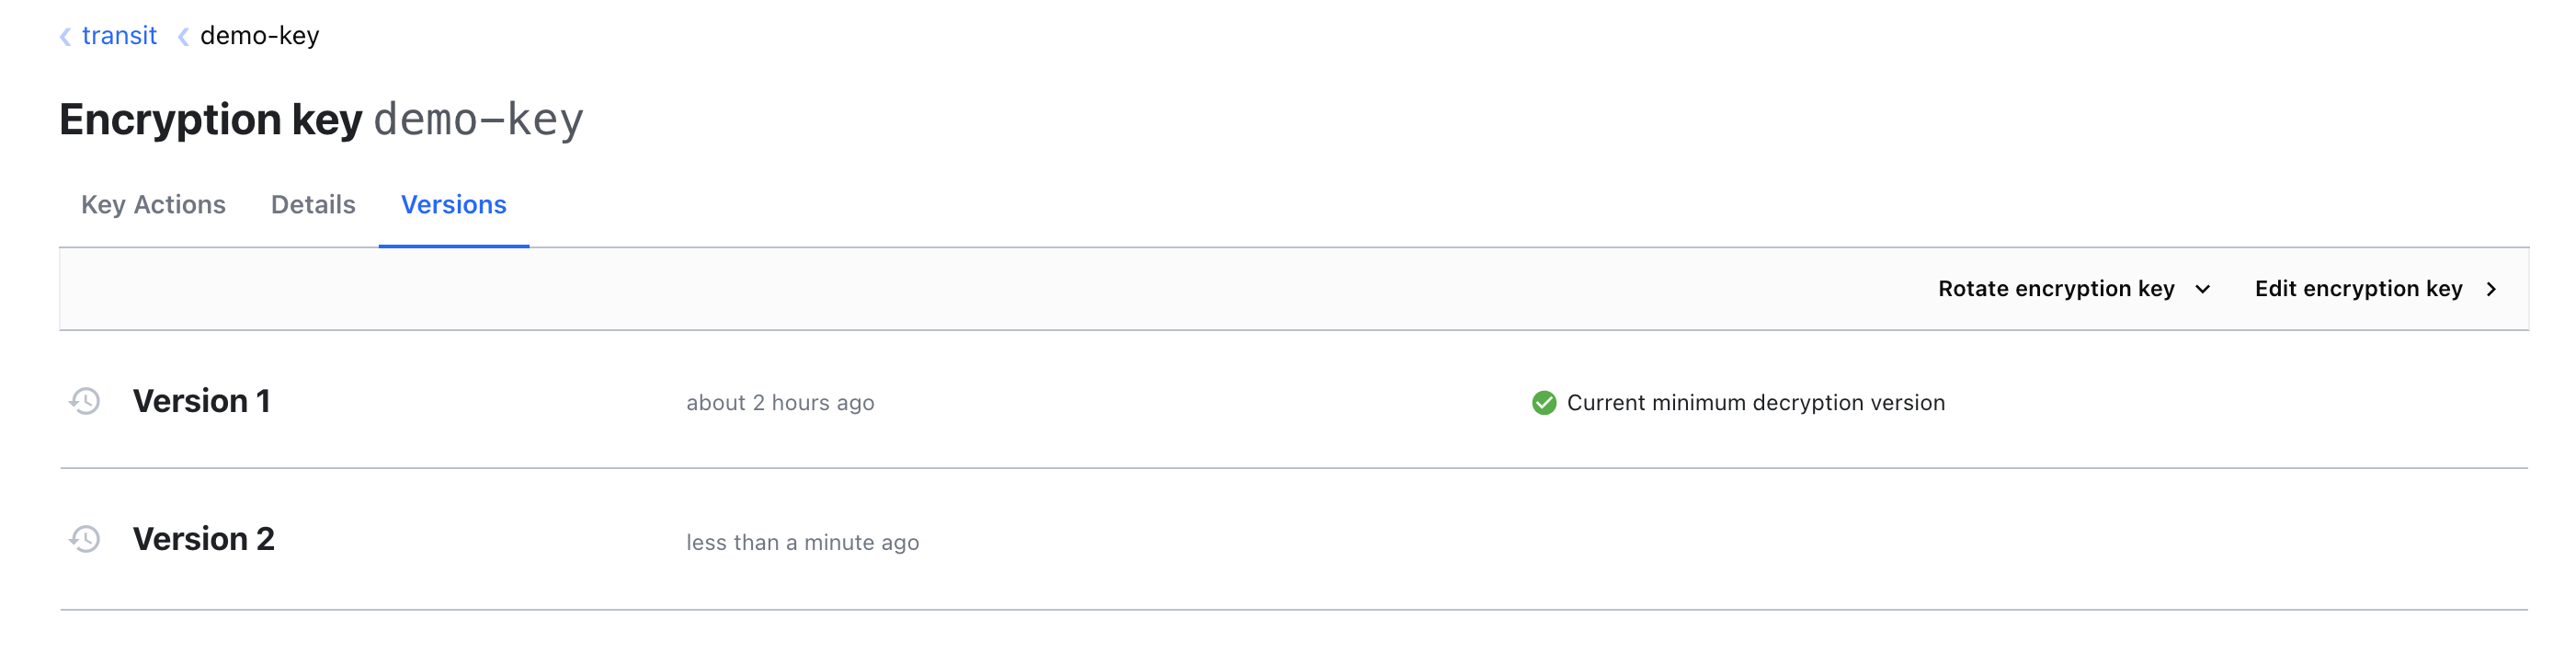 transit demo-key
Encryption key demo-key
Key Actions Details Versions
Rotate encryption key Edit encryption key
Version 1 about 2 hours ago Current minimum decryption version
Version 2 less than a minute ago